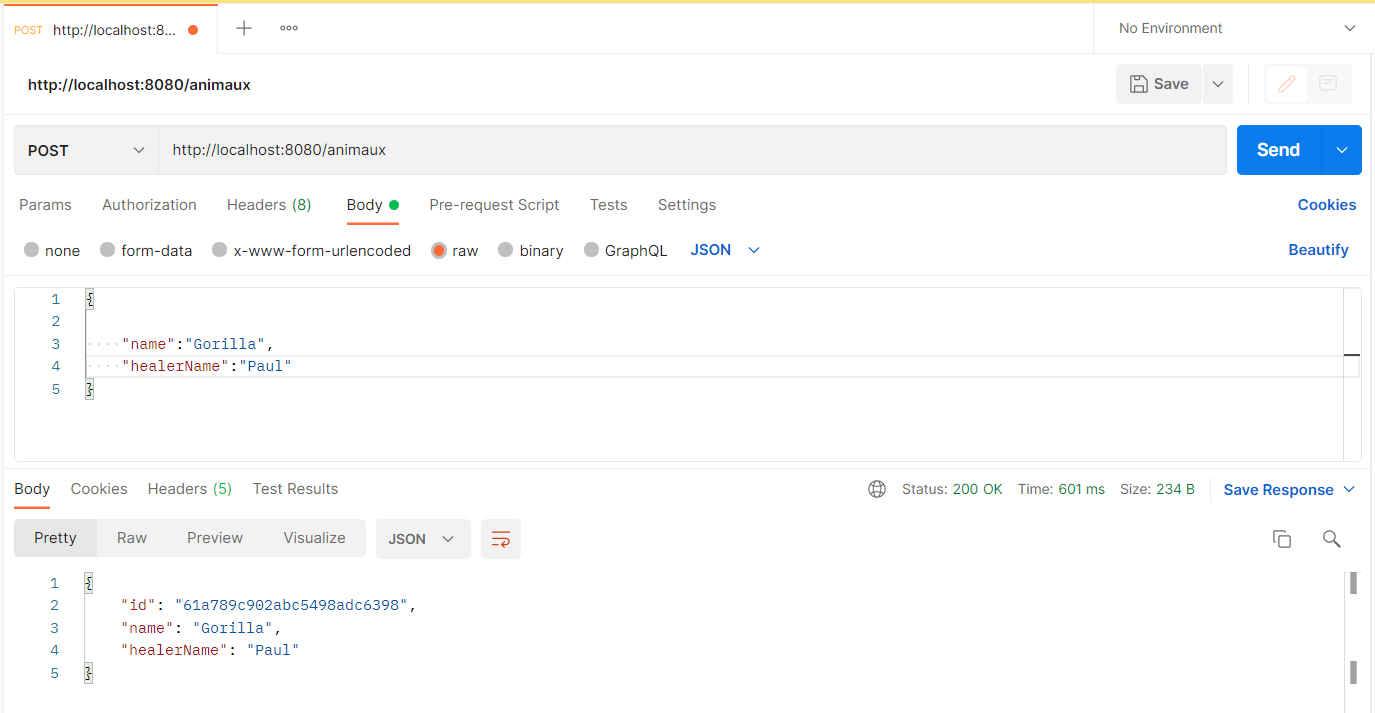 POST http://localhost:8... No Environment
http://localhost:8080/animaux Save
POST http://localhost:8080/animaux Send
Params Authorization Headers (8) Body Pre-request Script Tests Settings Cookies
none form-data x-www-form-urlencoded raw binary GraphQL JSON Beautify
1 {
2
3 "name":"Gorilla",
4 "healerName":"Paul"
5 }
Body Cookies Headers (5) Test Results Status: 200 OK Time: 601 ms Size: 234 B Save Response
Pretty Raw Preview Visualize JSON
1 {
2 "id": "61a789c902abc5498adc6398",
3 "name": "Gorilla",
4 "healerName": "Paul"
5 }